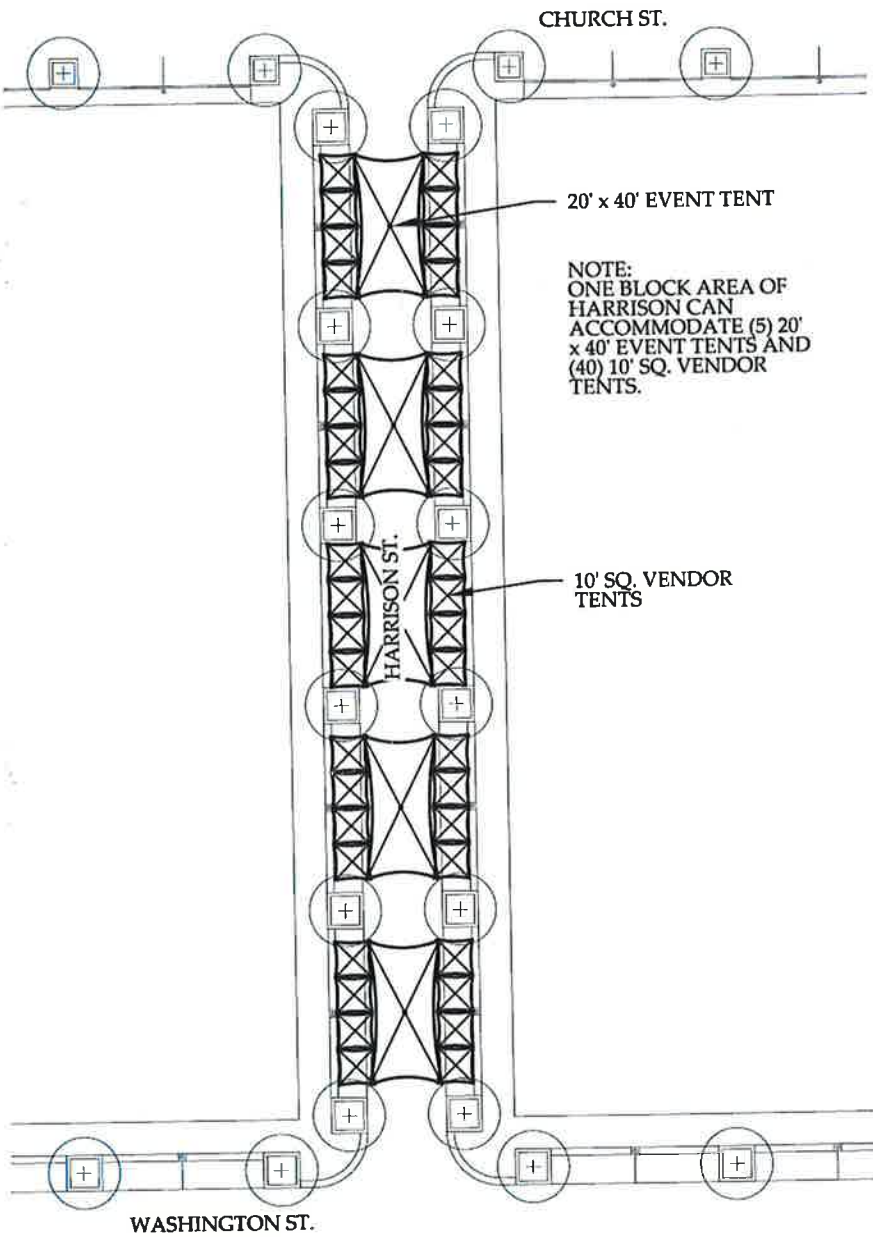 CHURCH ST.
20' x 40' EVENT TENT
NOTE:
ONE BLOCK AREA OF
HARRISON CAN
ACCOMMODATE (5) 20'
x 40' EVENT TENTS AND
(40) 10' SQ. VENDOR
TENTS.
HARRISON ST.
10' SQ. VENDOR
TENTS
WASHINGTON ST.